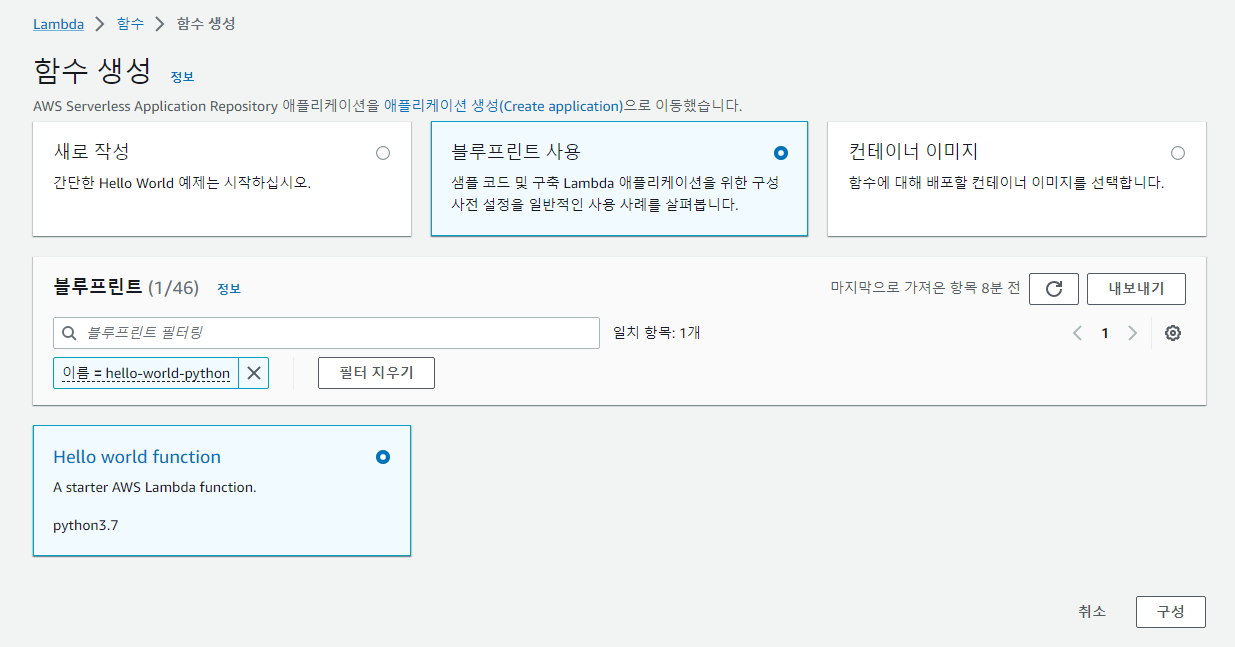 Lambda > 함수 > 함수 생성
함수 생성 정보
AWS Serverless Application Repository 애플리케이션을 애플리케이션 생성(Create application)으로 이동했습니다.
새로 작성
간단한 Hello World 예제는 시작하십시오.
블루프린트 사용
샘플 코드 및 구축 Lambda 애플리케이션을 위한 구성
사전 설정을 일반적인 사용 사례를 살펴봅니다.
컨테이너 이미지
함수에 대해 배포할 컨테이너 이미지를 선택합니다.
블루프린트 (1/46) 정보
마지막으로 가져온 항목 8분 전
내보내기
블루프린트 필터링
일치 항목: 1개
1
이름 = hello-world-python
필터 지우기
Hello world function
A starter AWS Lambda function.
python3.7
취소
구성